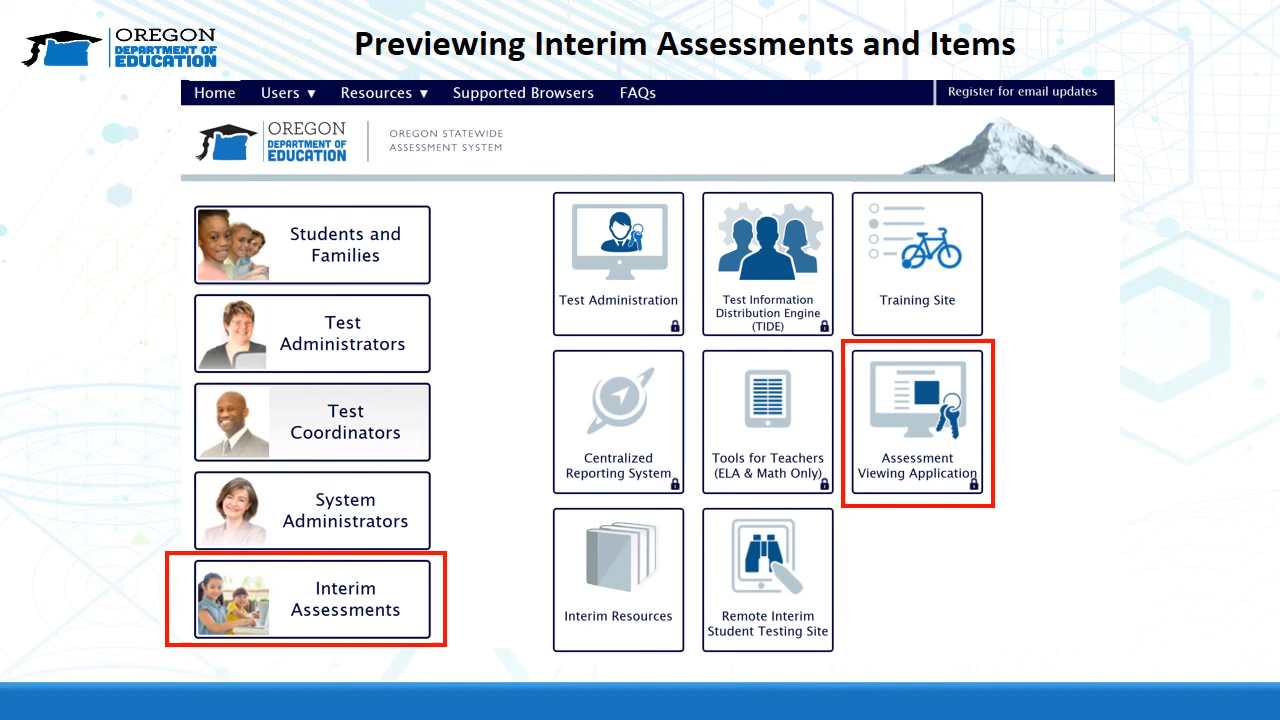 OREGON
DEPARTMENT OF
EDUCATION
Previewing Interim Assessments and Items
Home Users ▼ Resources ▼ Supported Browsers FAQs Register for email updates
OREGON
DEPARTMENT OF
EDUCATION
OREGON STATEWIDE
ASSESSMENT SYSTEM
Students and
Families
Test
Administrators
Test
Coordinators
System
Administrators
Interim
Assessments
Test Administration
Test Information
Distribution Engine
(TIDE)
Training Site
Centralized
Reporting System
Tools for Teachers
(ELA & Math Only)
Assessment
Viewing Application
Interim Resources
Remote Interim
Student Testing Site